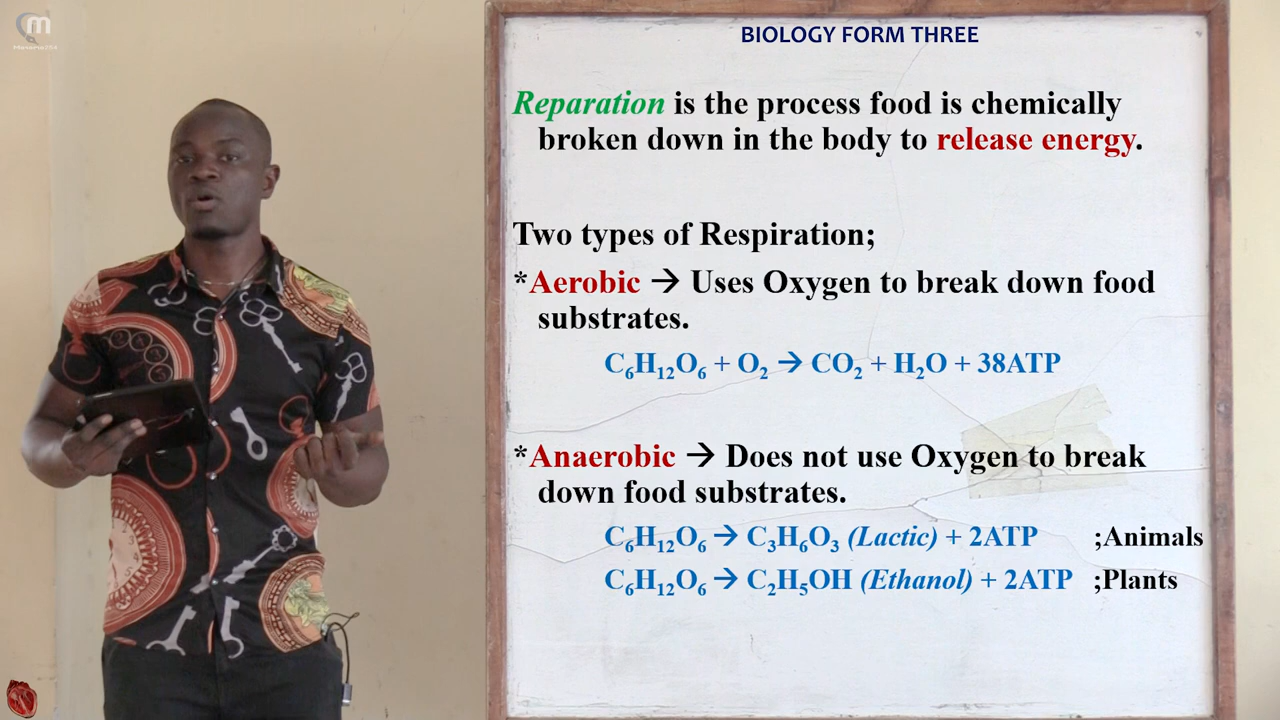 m
BIOLOGY FORM THREE
Reparation is the process food is chemically
broken down in the body to release energy.
Two types of Respiration;
*Aerobic → Uses Oxygen to break down food
substrates.
C₆H₁₂O₆ + O₂ → CO₂ + H₂O + 38ATP
*Anaerobic → Does not use Oxygen to break
down food substrates.
C₆H₁₂O₆ → C₃H₆O₃ (Lactic) + 2ATP ;Animals
C₆H₁₂O₆ → C₂H₅OH (Ethanol) + 2ATP ;Plants